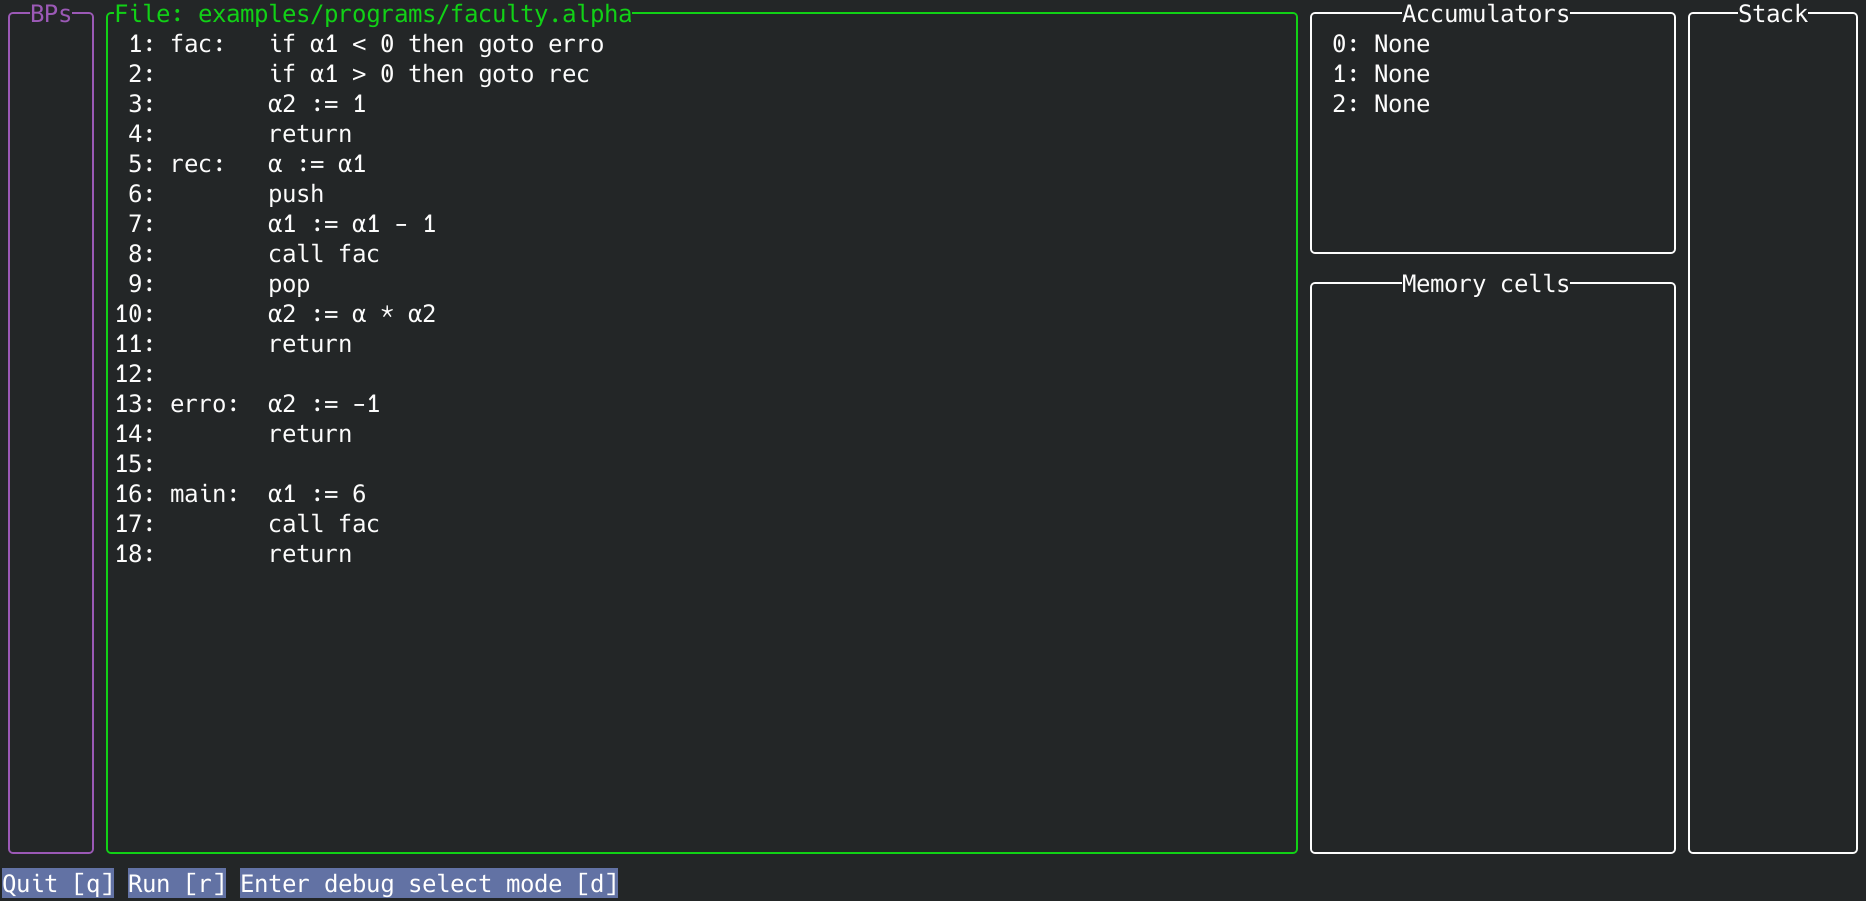 BPs
File: examples/programs/faculty.alpha
1: fac:   if α1 < 0 then goto erro
2:        if α1 > 0 then goto rec
3:        α2 := 1
4:        return
5: rec:   α := α1
6:        push
7:        α1 := α1 - 1
8:        call fac
9:        pop
10:        α2 := α * α2
11:        return
12:
13: erro:  α2 := -1
14:        return
15:
16: main:  α1 := 6
17:        call fac
18:        return
Accumulators
0: None
1: None
2: None
Memory cells
Stack
Quit [q] Run [r] Enter debug select mode [d]